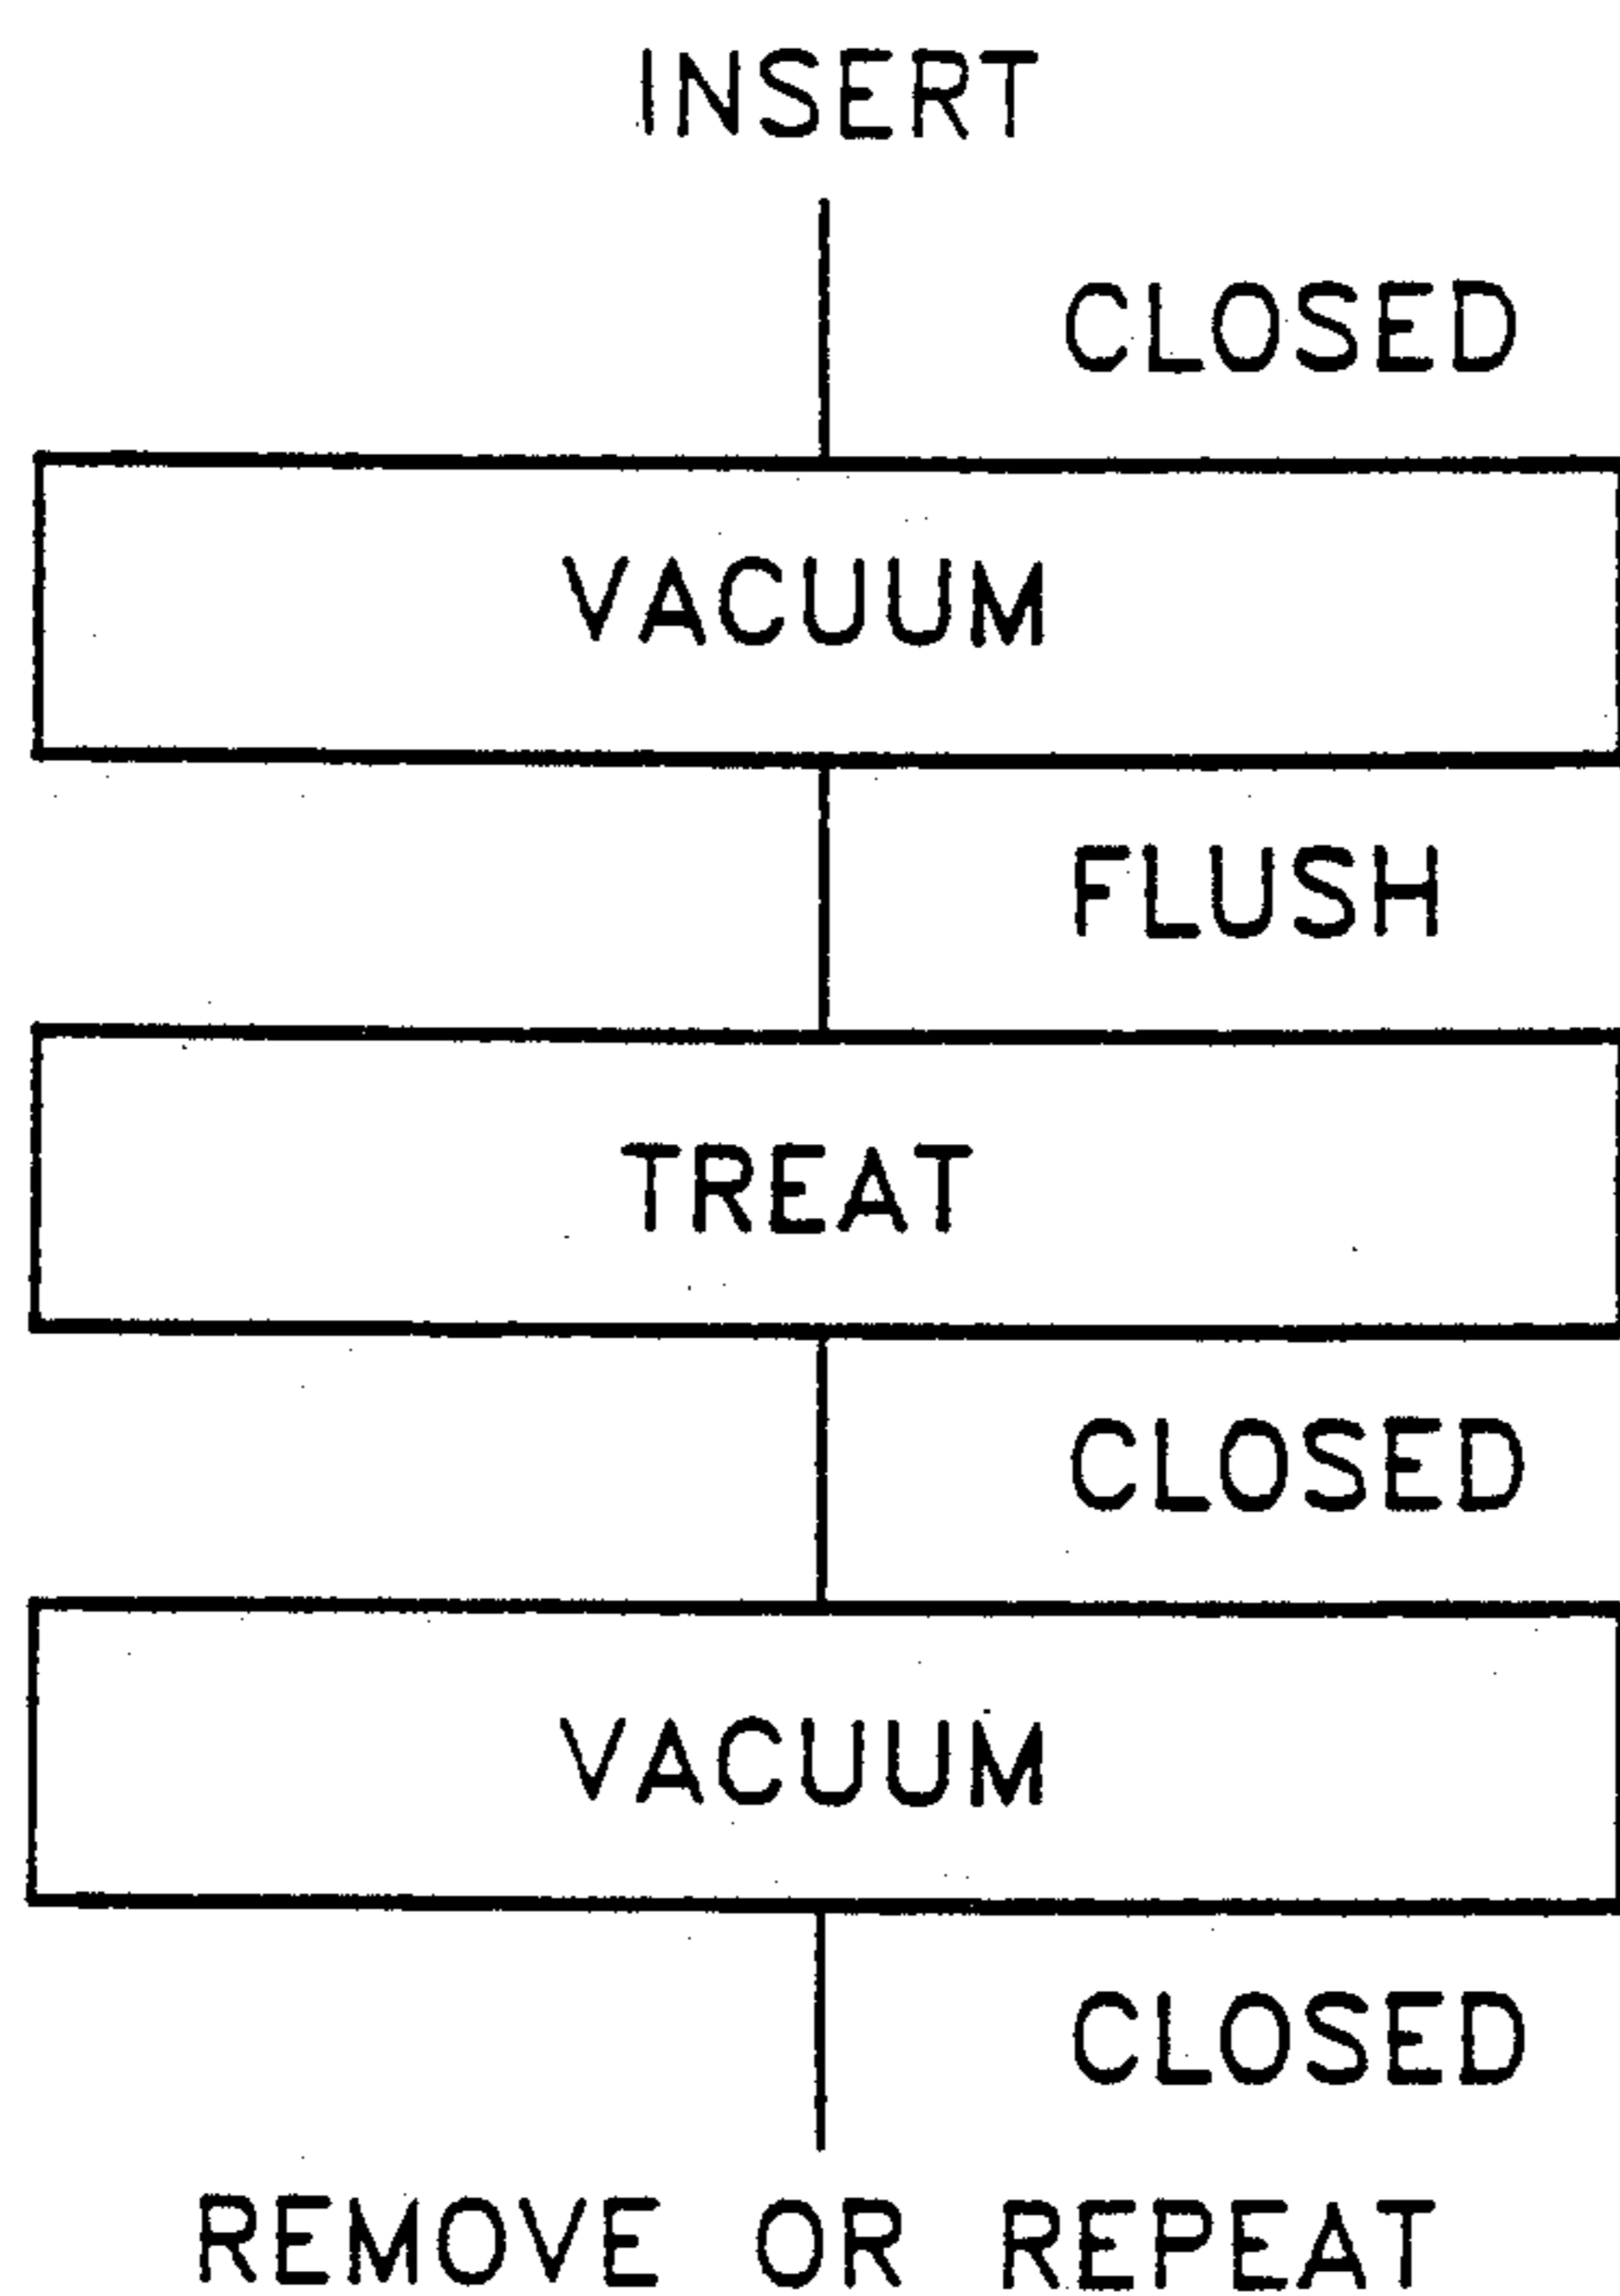 INSERT
CLOSED
VACUUM
FLUSH
TREAT
CLOSED
VACUUM
CLOSED
REMOVE OR REPEAT